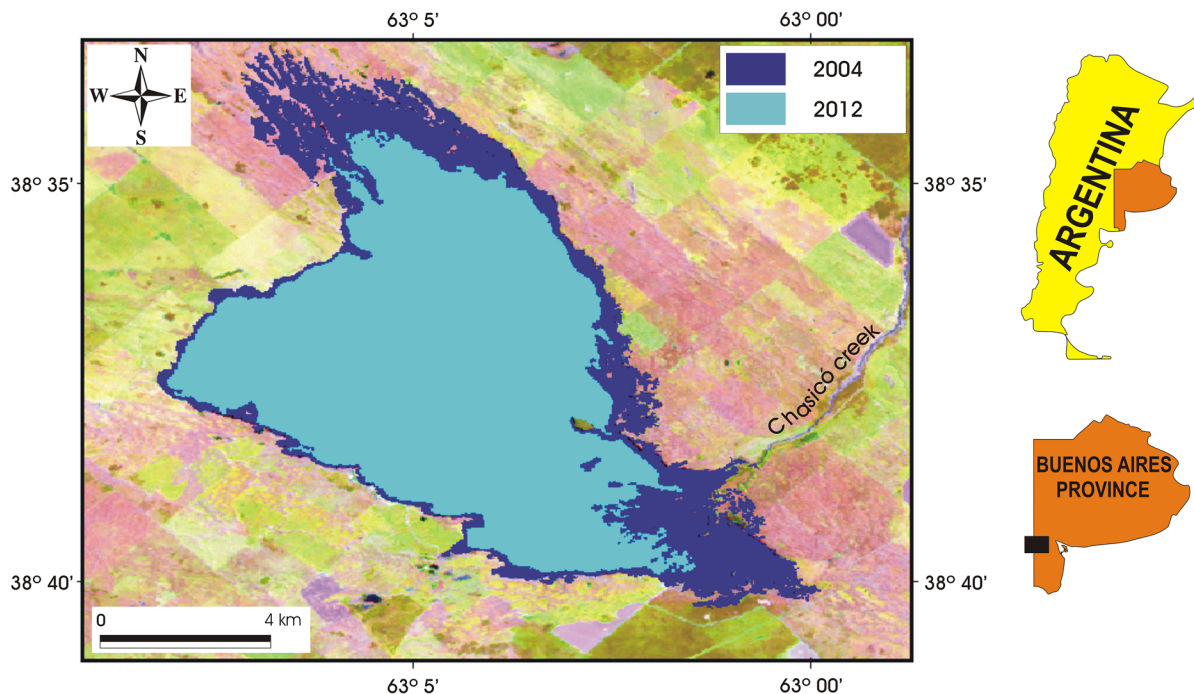 63° 5'
63° 00'
N
W E
S
2004
2012
38° 35'
38° 35'
Chasicó creek
38° 40'
38° 40'
0 4 km
63° 5'
63° 00'
ARGENTINA
BUENOS AIRES
PROVINCE